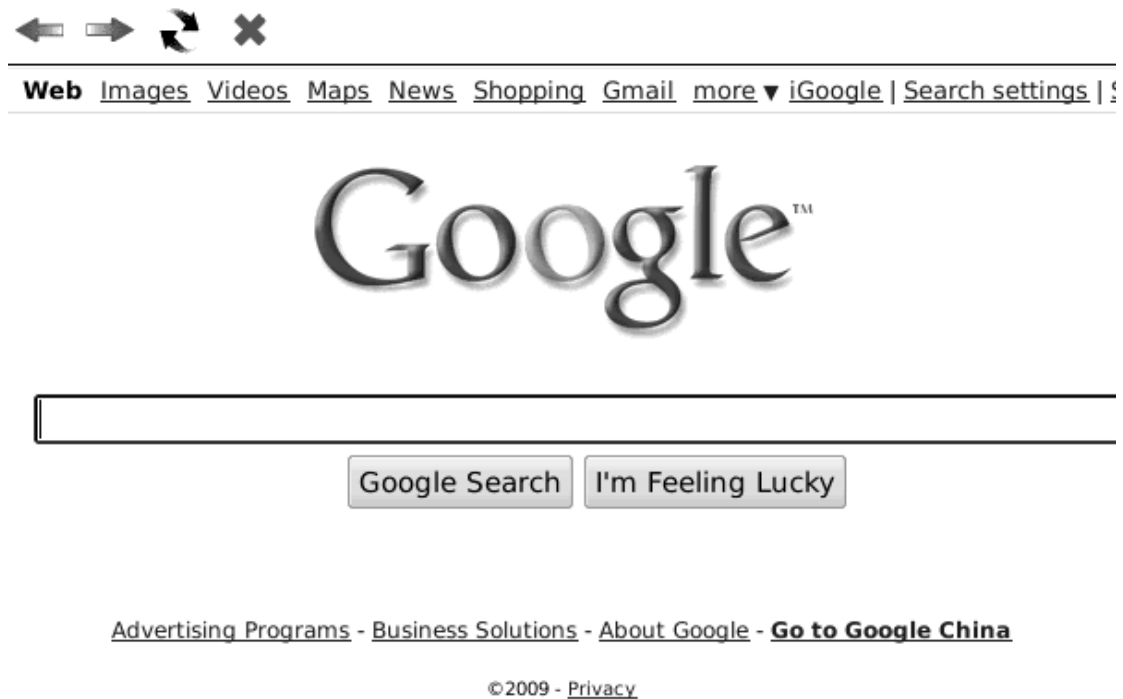 Web Images Videos Maps News Shopping Gmail more ▼ iGoogle | Search settings |
Google™
Google Search I'm Feeling Lucky
Advertising Programs - Business Solutions - About Google - Go to Google China
©2009 - Privacy